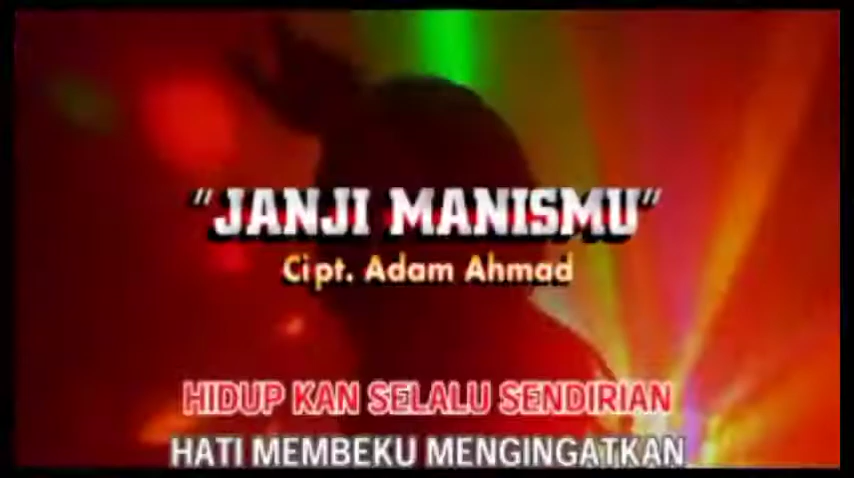 "JANJI MANISMU"
Cipt. Adam Ahmad
HIDUP KAN SELALU SENDIRIAN
HATI MEMBEKU MENGINGATKAN